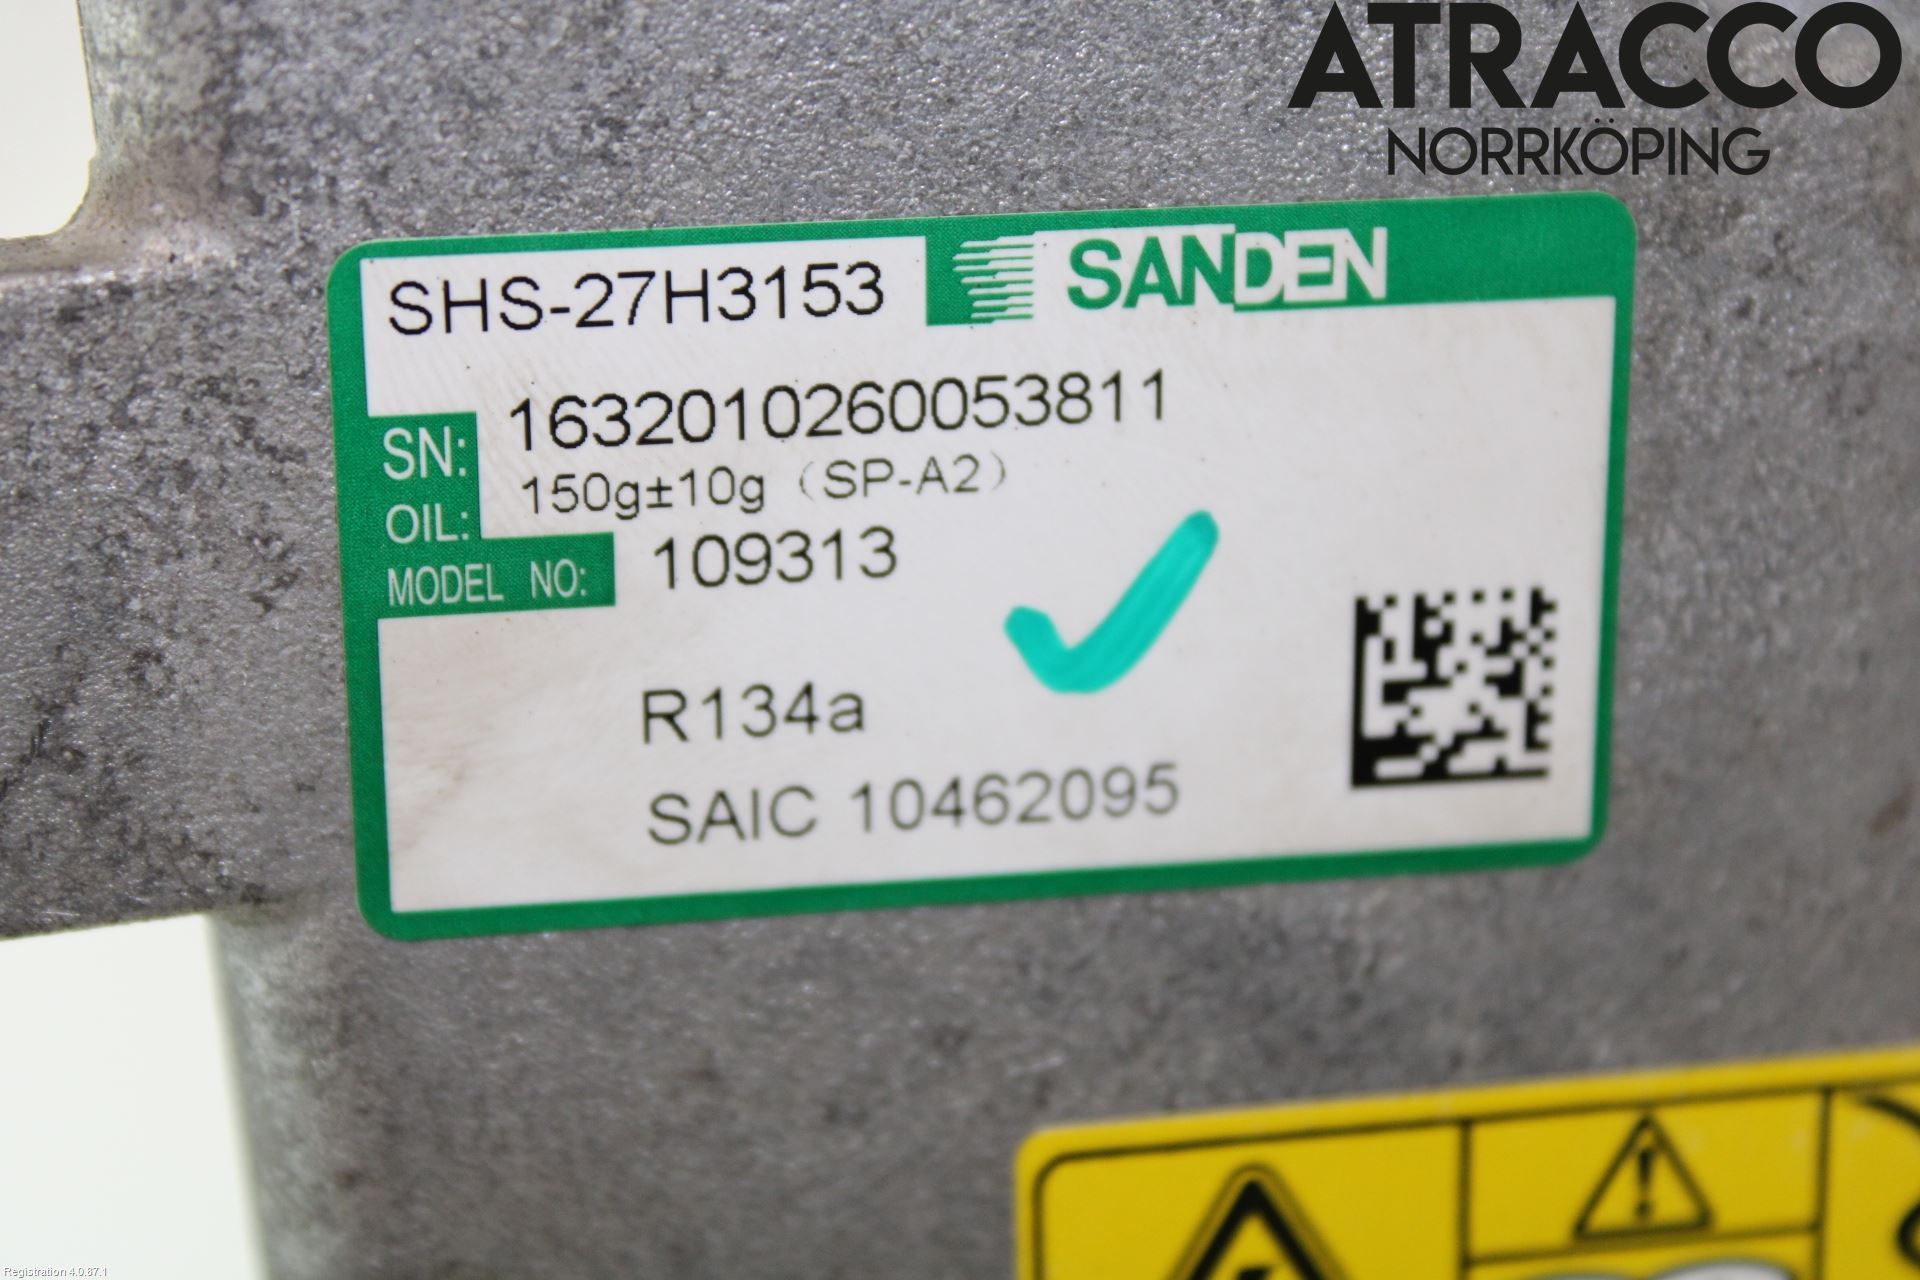 ATRACCO
NORRKÖPING
SHS-27H3153
SANDEN
SN: 1632010260053811
OIL: 150g±10g (SP-A2)
MODEL NO: 109313
R134a
SAIC 10462095
Registration 4.0.87.1